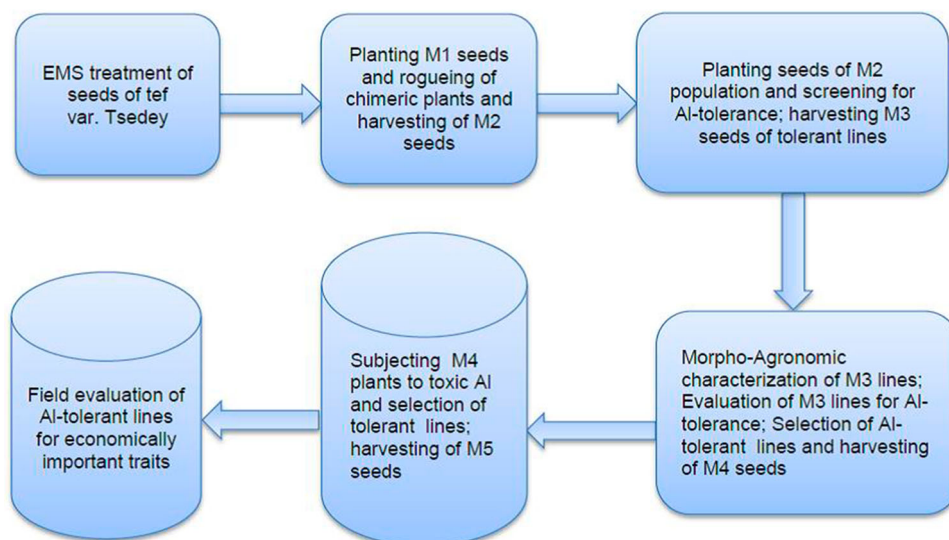 EMS treatment of
seeds of tef
var. Tsedey
Planting M1 seeds
and rogueing of
chimeric plants and
harvesting of M2
seeds
Planting seeds of M2
population and screening for
Al-tolerance; harvesting M3
seeds of tolerant lines
Morpho-Agronomic
characterization of M3 lines;
Evaluation of M3 lines for Al-
tolerance; Selection of Al-
tolerant lines and harvesting
of M4 seeds
Subjecting M4
plants to toxic Al
and selection of
tolerant lines;
harvesting of M5
seeds
Field evaluation of
Al-tolerant lines
for economically
important traits